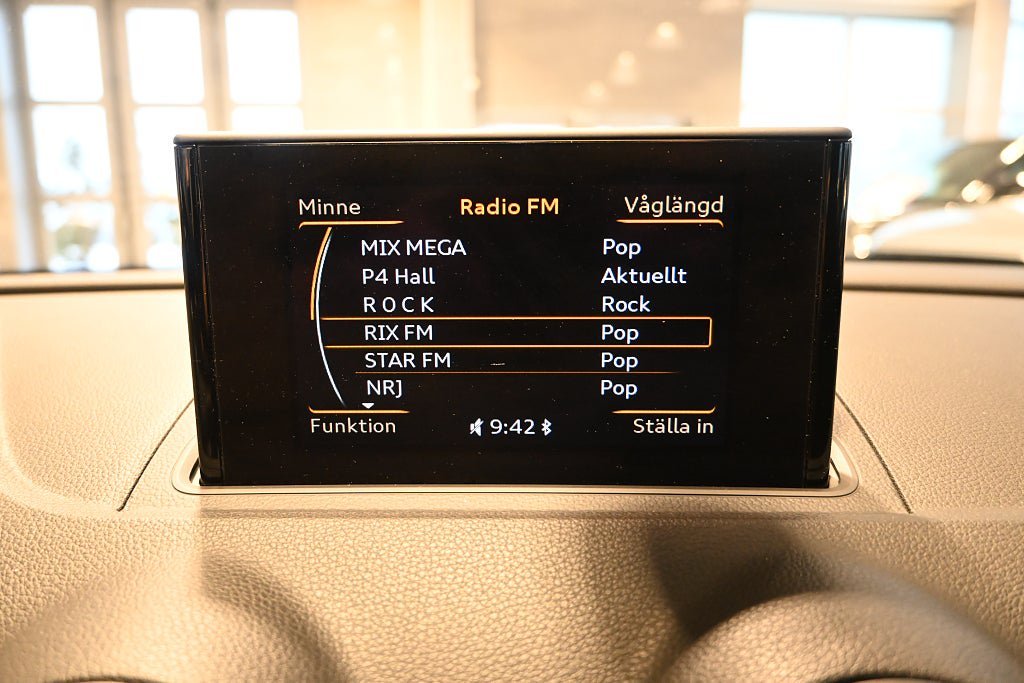 Minne Radio FM Våglängd
MIX MEGA Pop
P4 Hall Aktuellt
R O C K Rock
RIX FM Pop
STAR FM Pop
NRJ Pop
Funktion 9:42 Ställa in